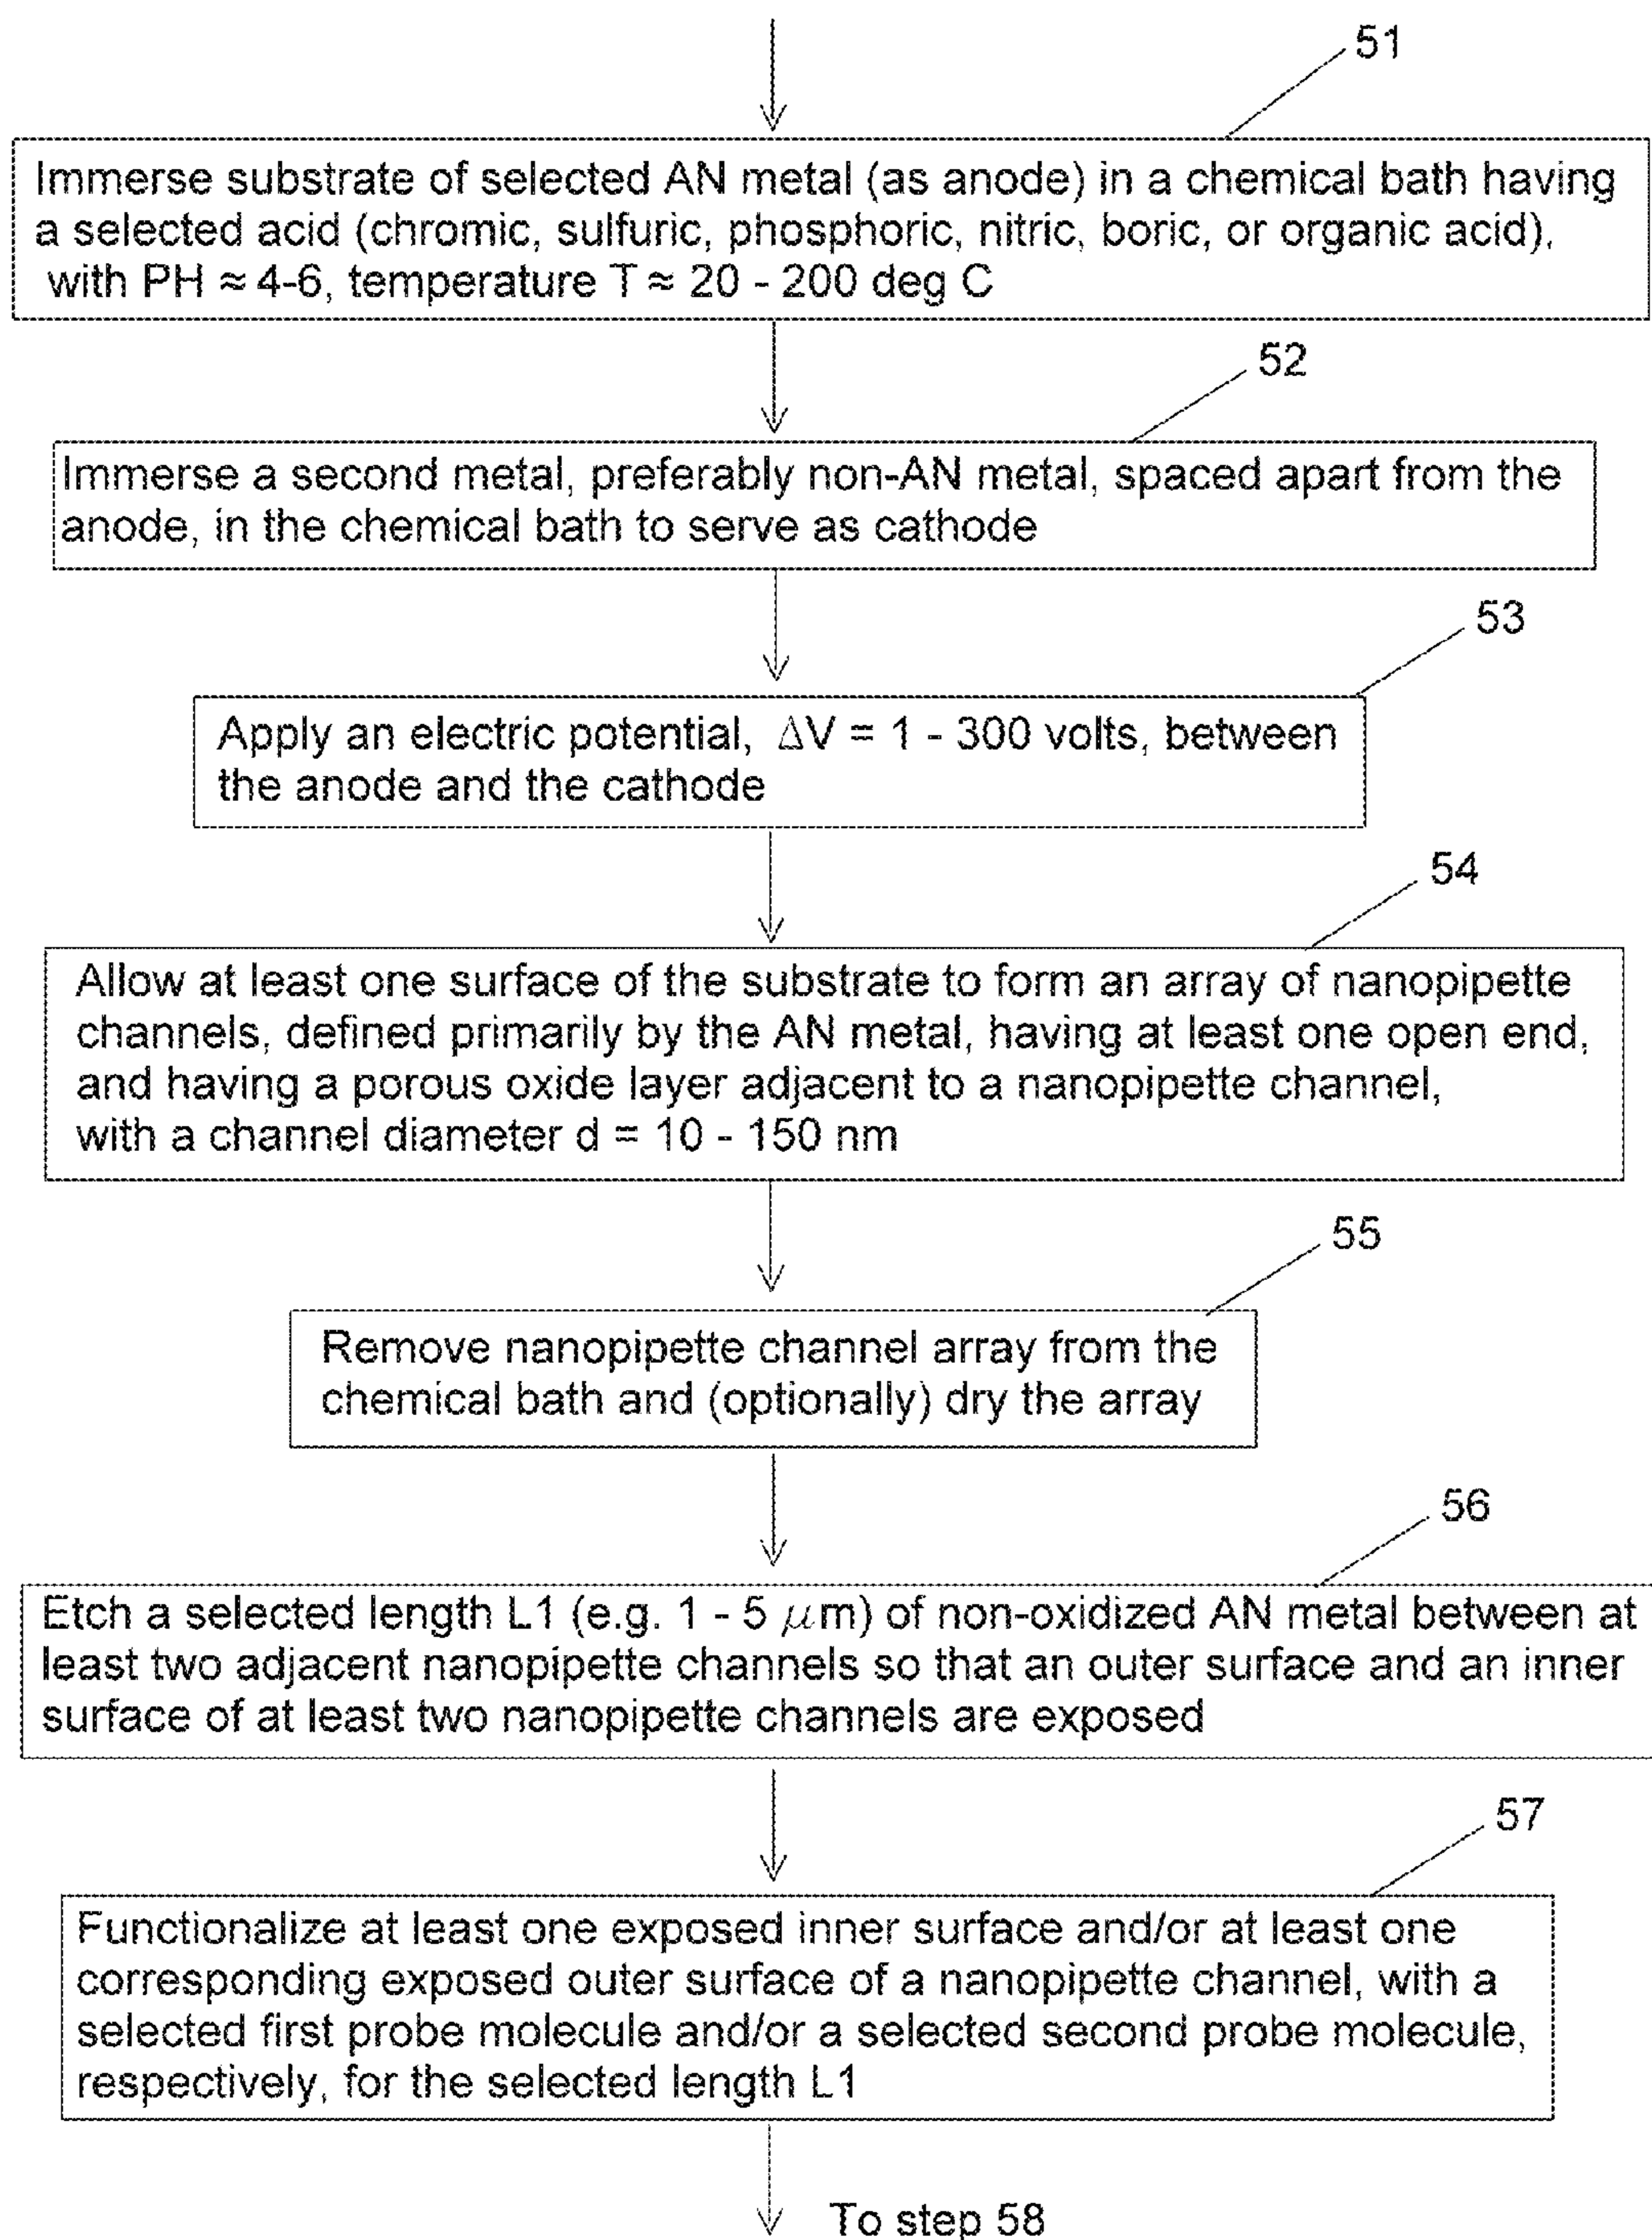 51
Immerse substrate of selected AN metal (as anode) in a chemical bath having
a selected acid (chromic, sulfuric, phosphoric, nitric, boric, or organic acid),
with PH ≈ 4-6, temperature T ≈ 20 - 200 deg C
52
Immerse a second metal, preferably non-AN metal, spaced apart from the
anode, in the chemical bath to serve as cathode
53
Apply an electric potential, ΔV = 1 - 300 volts, between
the anode and the cathode
54
Allow at least one surface of the substrate to form an array of nanopipette
channels, defined primarily by the AN metal, having at least one open end,
and having a porous oxide layer adjacent to a nanopipette channel,
with a channel diameter d = 10 - 150 nm
55
Remove nanopipette channel array from the
chemical bath and (optionally) dry the array
56
Etch a selected length L1 (e.g. 1 - 5 μm) of non-oxidized AN metal between at
least two adjacent nanopipette channels so that an outer surface and an inner
surface of at least two nanopipette channels are exposed
57
Functionalize at least one exposed inner surface and/or at least one
corresponding exposed outer surface of a nanopipette channel, with a
selected first probe molecule and/or a selected second probe molecule,
respectively, for the selected length L1
To step 58